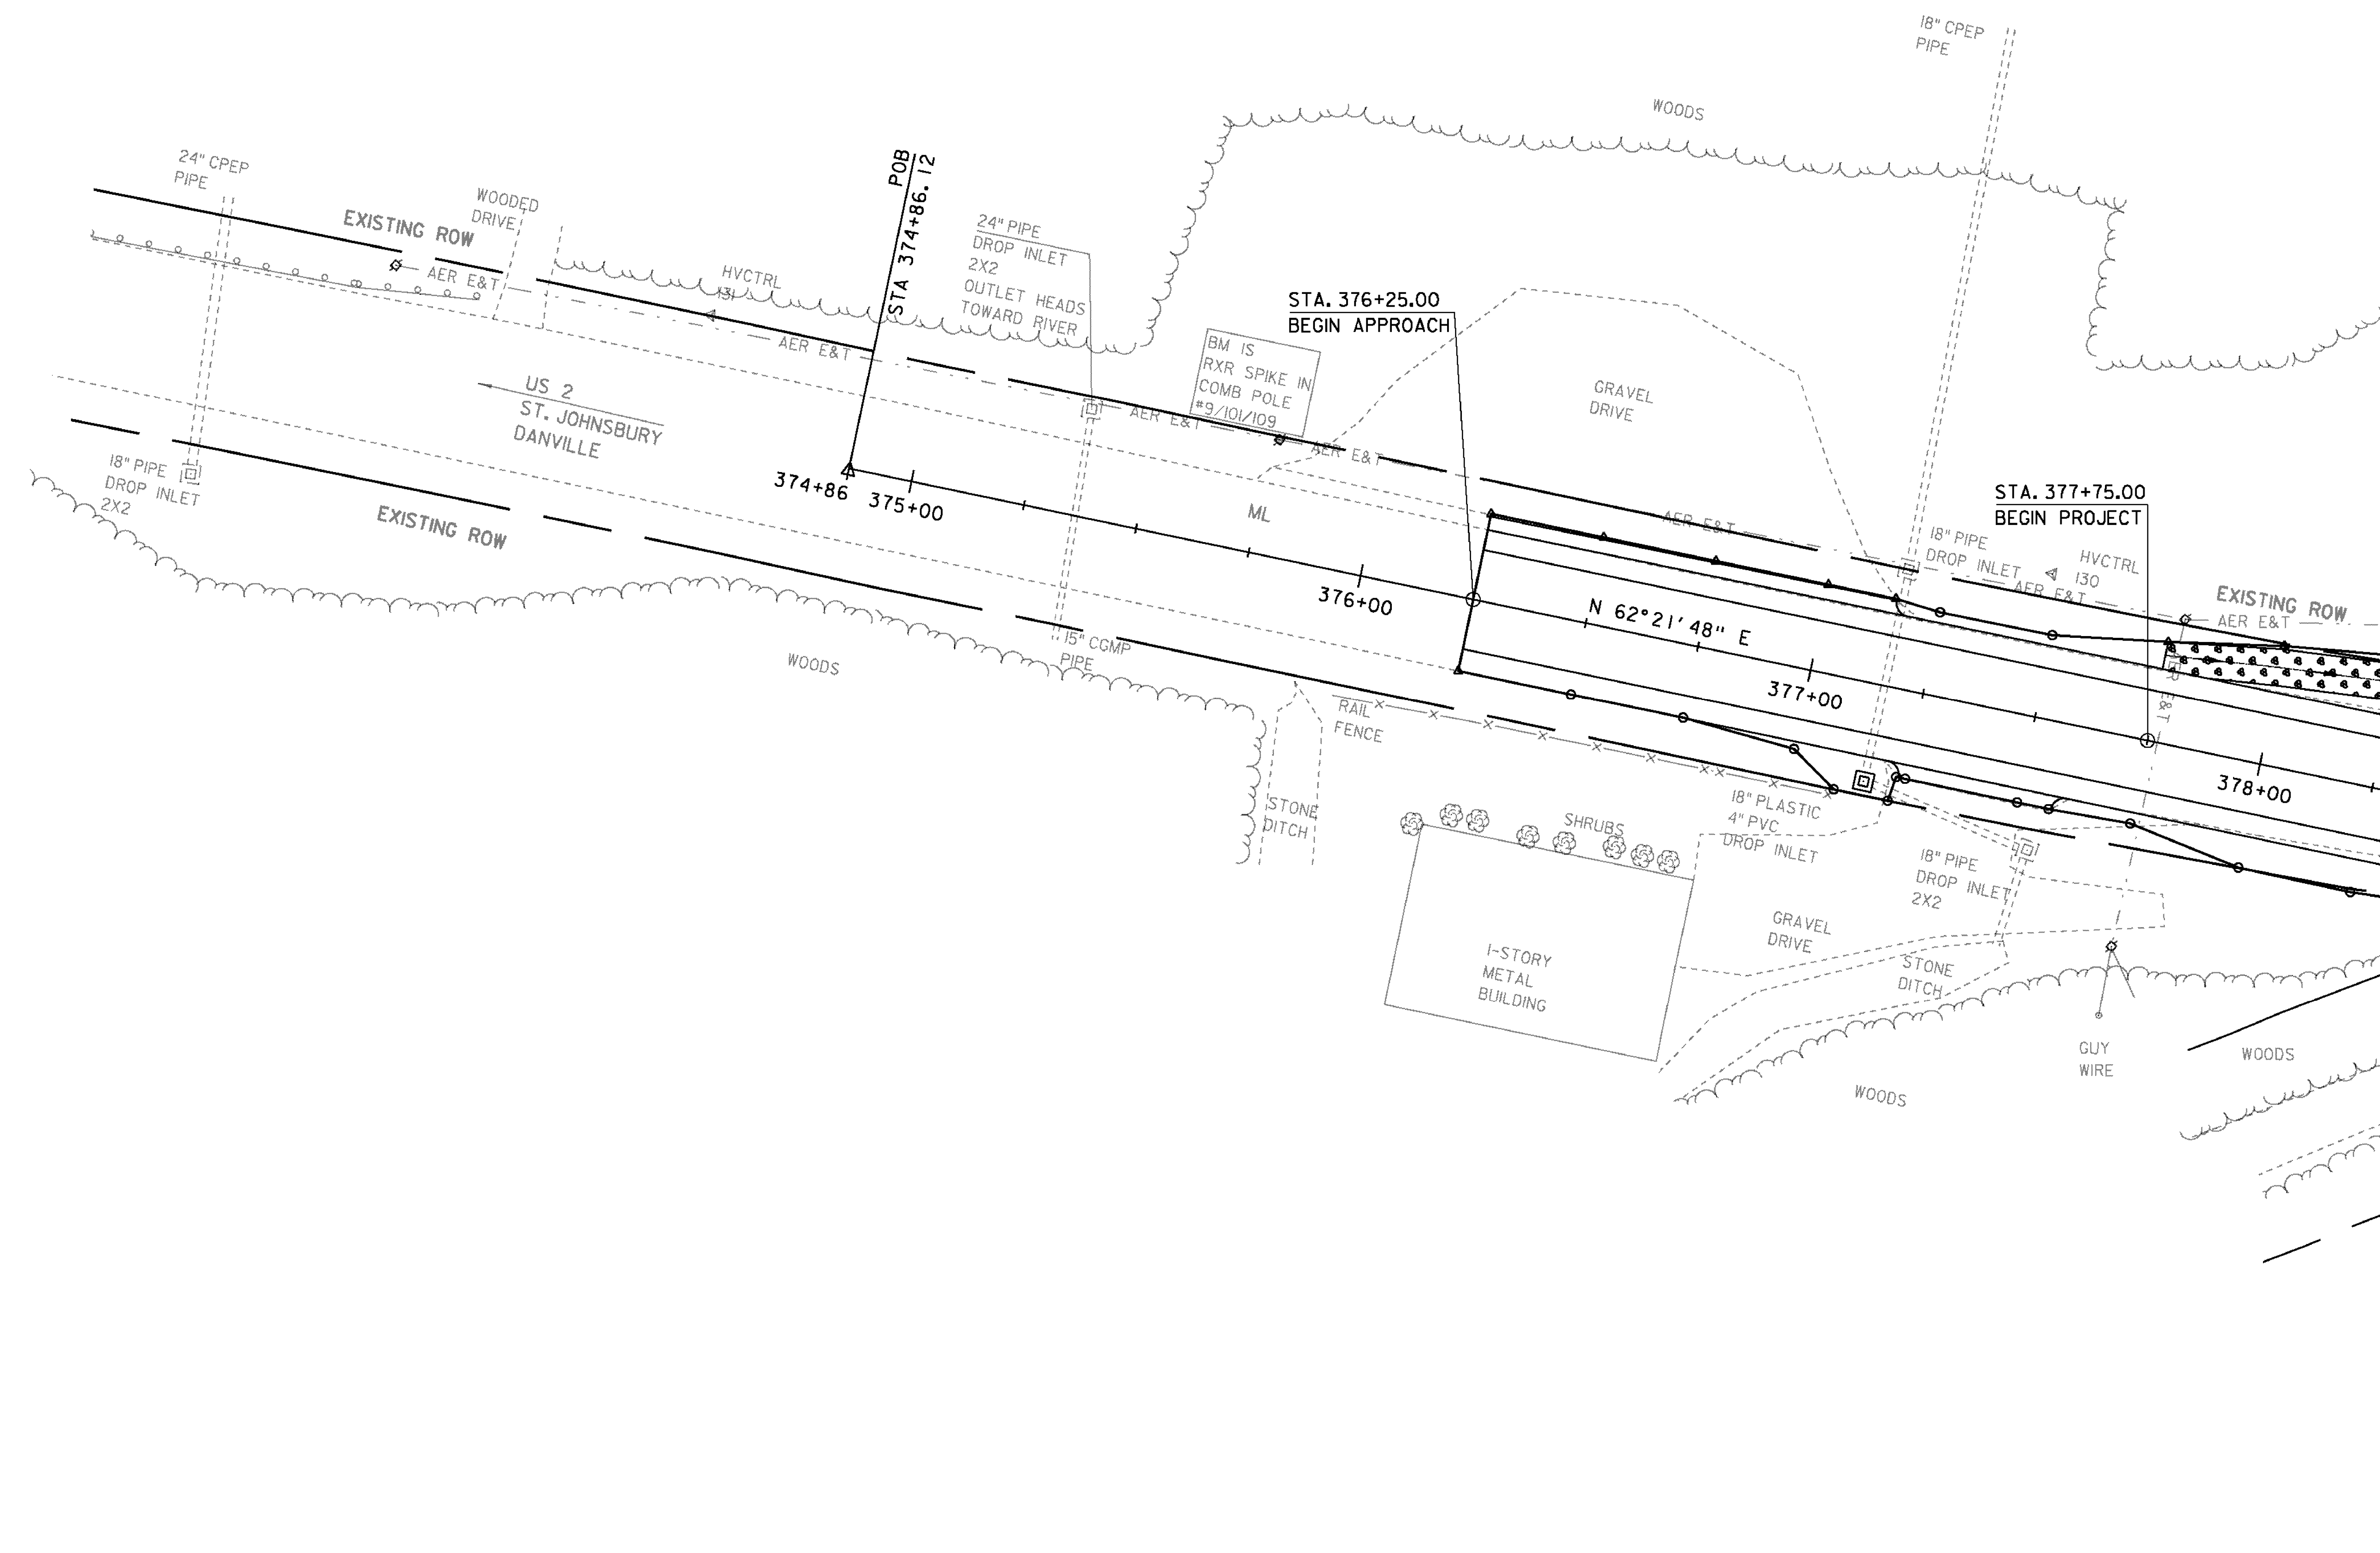 18" CPEP
PIPE
WOODS
24" CPEP
PIPE
WOODED
DRIVE
EXISTING ROW
AER E&T
HVCTRL
131
POB
STA 374+86.12
24" PIPE
DROP INLET
2X2
OUTLET HEADS
TOWARD RIVER
AER E&T
BM IS
RXR SPIKE IN
COMB POLE
#9/101/109
AER E&T
AER E&T
STA. 376+25.00
BEGIN APPROACH
GRAVEL
DRIVE
AER E&T
STA. 377+75.00
BEGIN PROJECT
18" PIPE
DROP INLET
HVCTRL
130
AER E&T
EXISTING ROW
AER E&T
US 2
ST. JOHNSBURY
DANVILLE
18" PIPE
DROP INLET
2X2
EXISTING ROW
374+86
375+00
ML
376+00
N 62°21'48" E
377+00
AER E&T
378+00
15" CGMP
PIPE
WOODS
RAIL
FENCE
STONE
DITCH
SHRUBS
18" PLASTIC
4" PVC
DROP INLET
18" PIPE
DROP INLET
2X2
GRAVEL
DRIVE
1-STORY
METAL
BUILDING
STONE
DITCH
GUY
WIRE
WOODS
WOODS